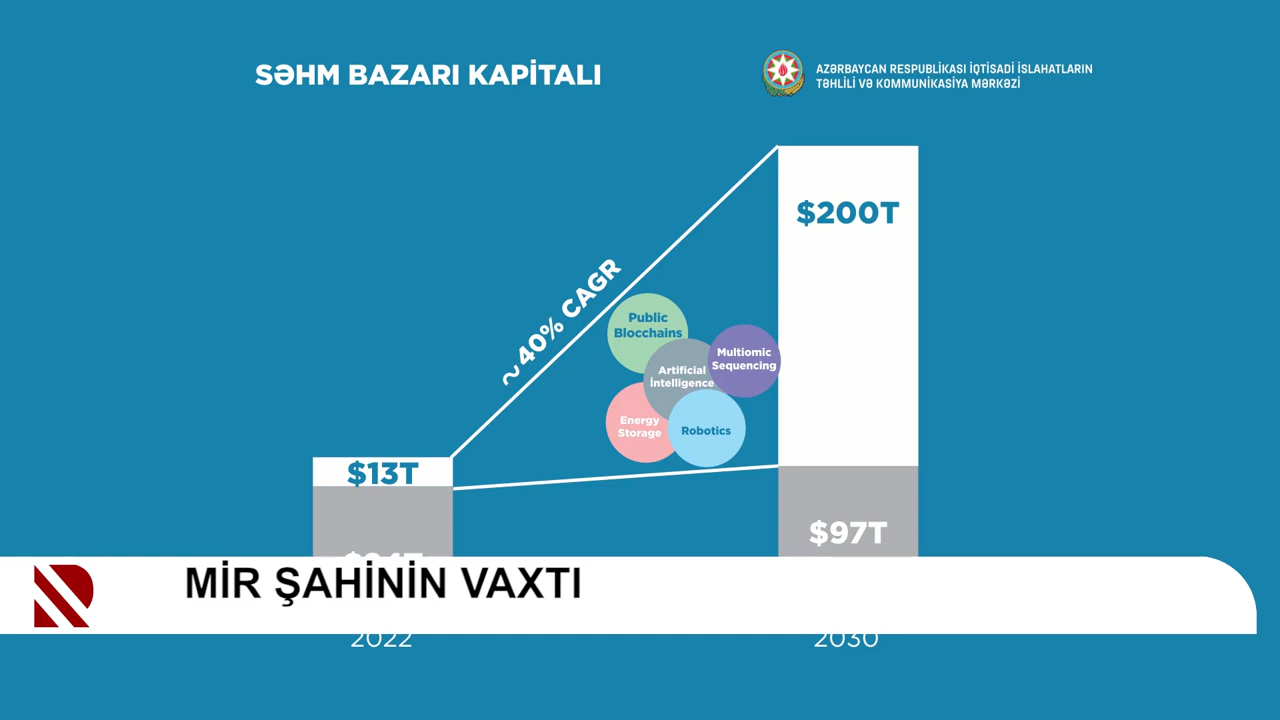 SƏHM BAZARI KAPİTALI
AZƏRBAYCAN RESPUBLİKASI İQTİSADİ İSLAHATLARIN
TƏHLİLİ VƏ KOMMUNİKASİYA MƏRKƏZİ
$200T
~40% CAGR
Public
Blocchains
Multiomic
Sequencing
Artificial
İntelligence
Energy
Storage
Robotics
$13T
$97T
MİR ŞAHİNİN VAXTI
2022
2030